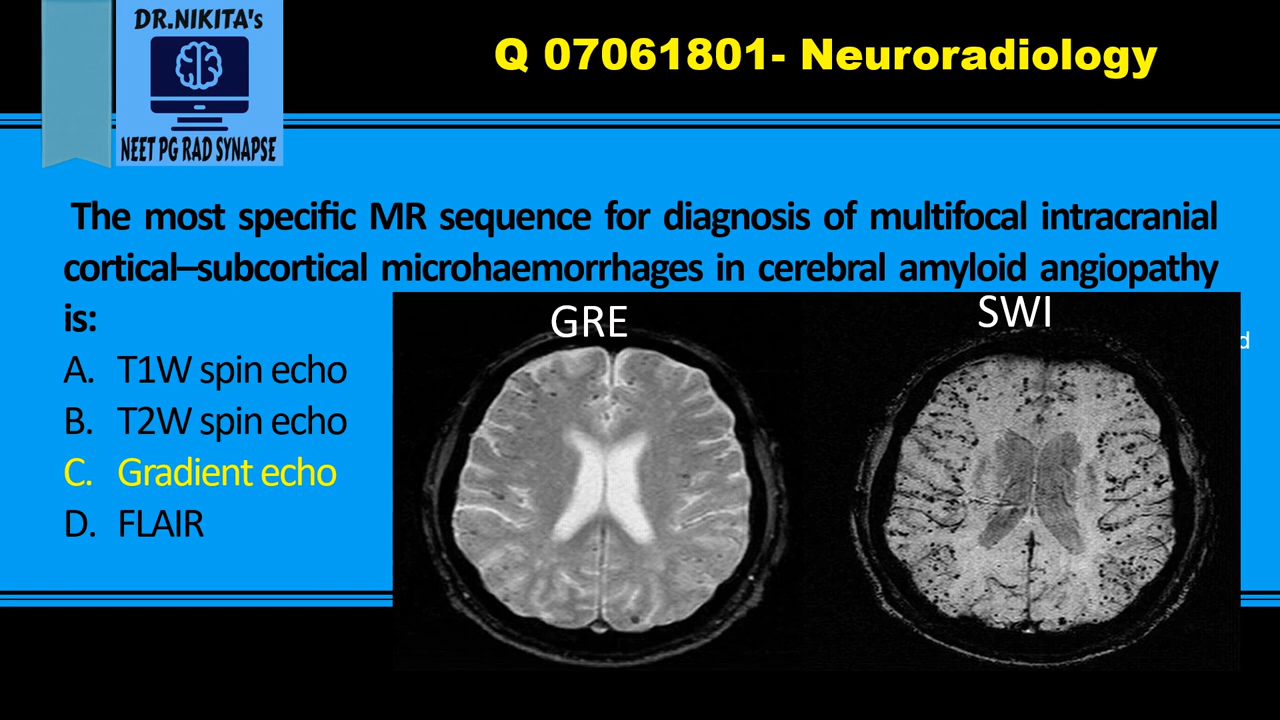 DR.NIKITA's
NEET PG RAD SYNAPSE
Q 07061801- Neuroradiology
The most specific MR sequence for diagnosis of multifocal intracranial
cortical–subcortical microhaemorrhages in cerebral amyloid angiopathy
is:
A. T1W spin echo
B. T2W spin echo
C. Gradient echo
D. FLAIR
GRE
SWI
d